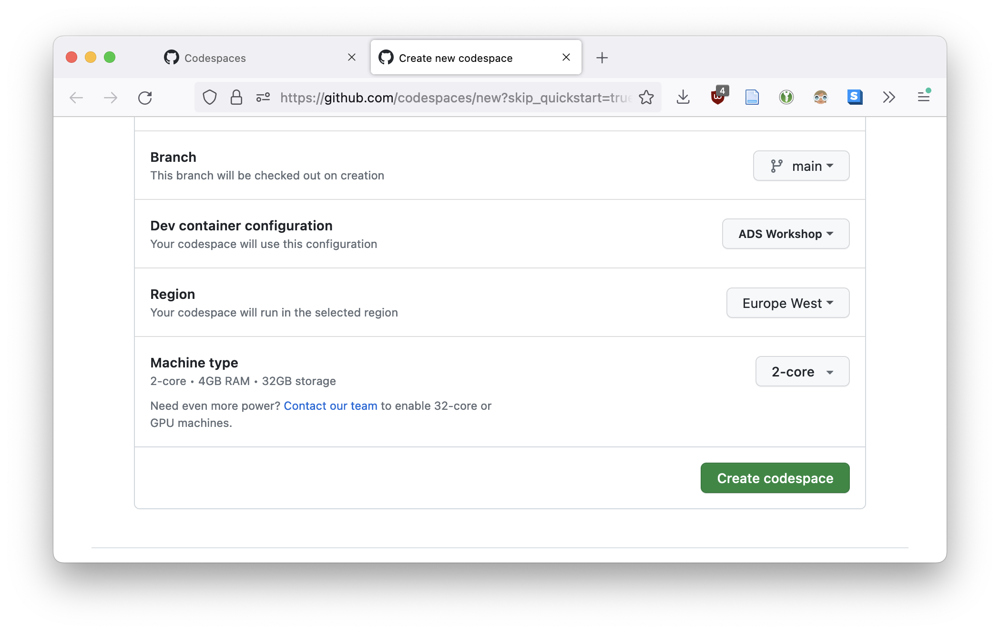 Codespaces
Create new codespace
4
https://github.com/codespaces/new?skip_quickstart=true
S
Branch
This branch will be checked out on creation
main
Dev container configuration
Your codespace will use this configuration
ADS Workshop
Region
Your codespace will run in the selected region
Europe West
Machine type
2-core • 4GB RAM • 32GB storage
2-core
Need even more power? Contact our team to enable 32-core or
GPU machines.
Create codespace